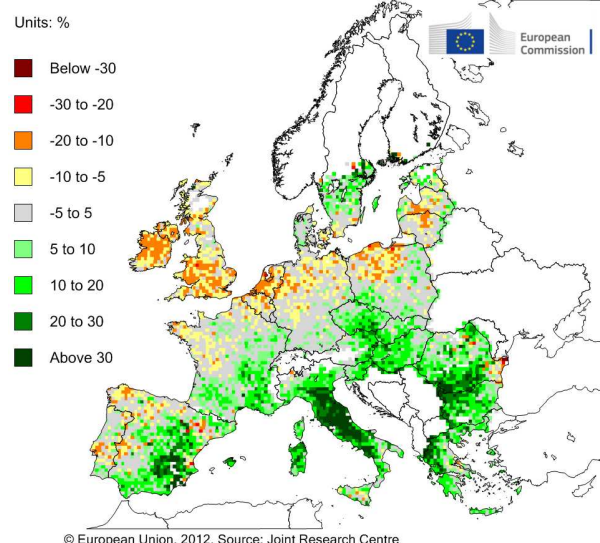 Units: %
European
Commission
Below -30
-30 to -20
-20 to -10
-10 to -5
-5 to 5
5 to 10
10 to 20
20 to 30
Above 30
© European Union, 2012. Source: Joint Research Centre